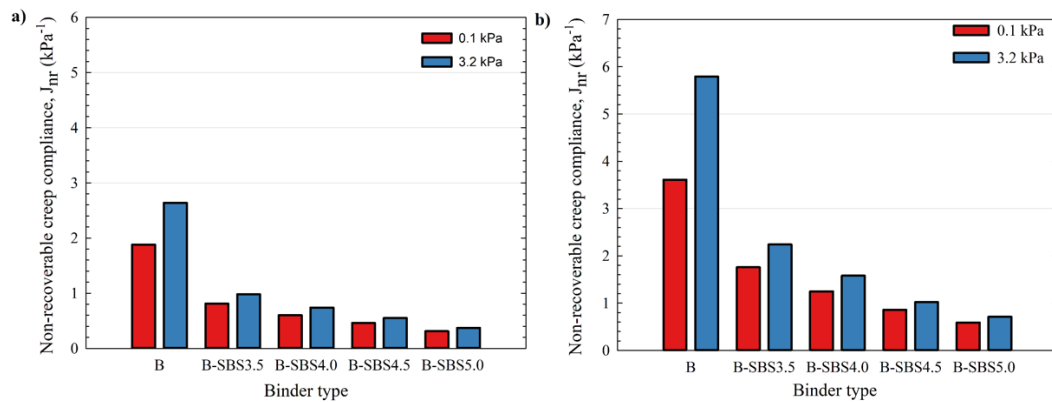 a)
Non-recoverable creep compliance, Jnr (kPa-1)
6
5
4
3
2
1
0
0.1 kPa
3.2 kPa
B
B-SBS3.5
B-SBS4.0
B-SBS4.5
B-SBS5.0
Binder type
b)
Non-recoverable creep compliance, Jnr (kPa-1)
7
6
5
4
3
2
1
0
0.1 kPa
3.2 kPa
B
B-SBS3.5
B-SBS4.0
B-SBS4.5
B-SBS5.0
Binder type